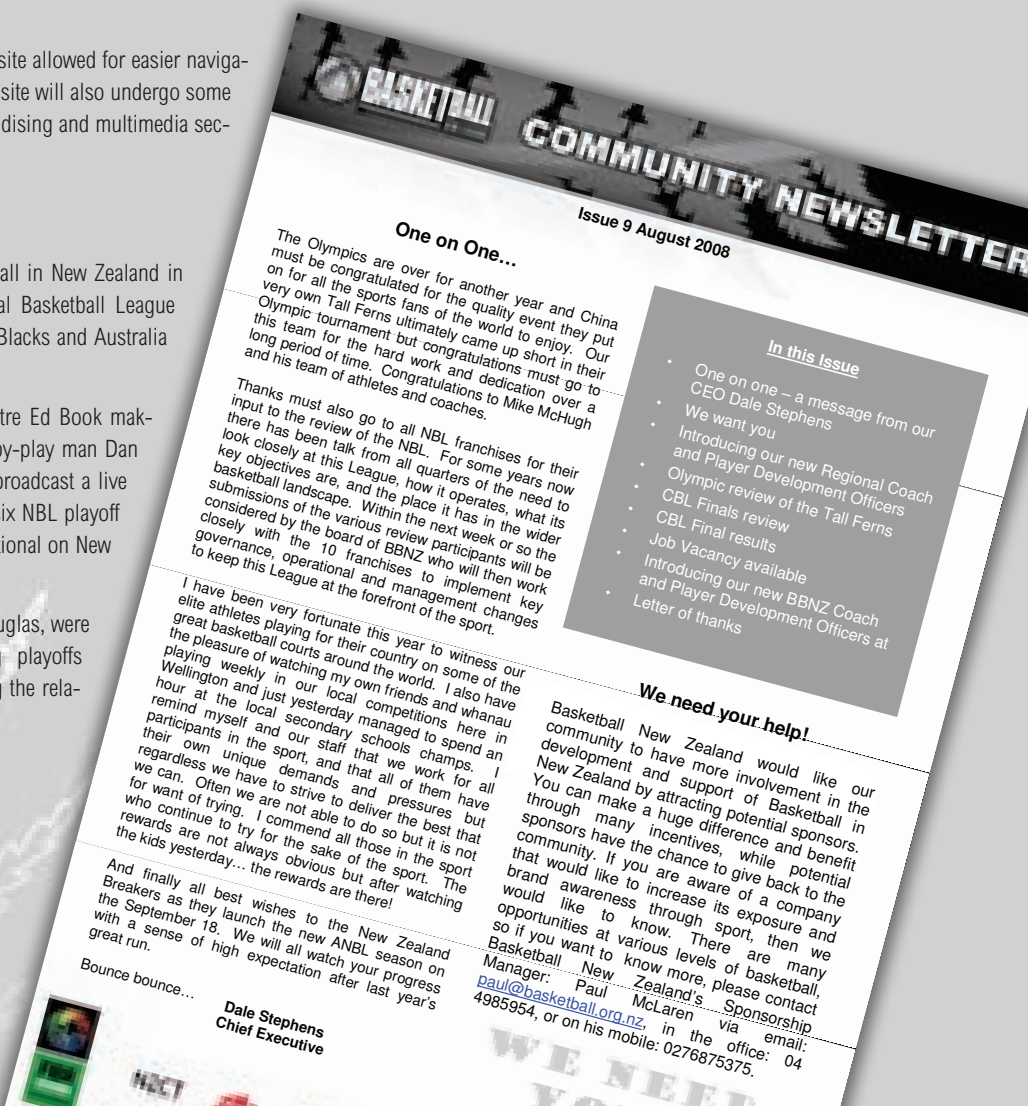 site allowed for easier naviga-
site will also undergo some
dising and multimedia sec-
all in New Zealand in
al Basketball League
Blacks and Australia
tre Ed Book mak-
by-play man Dan
broadcast a live
six NBL playoff
tional on New
uglas, were
playoffs
g the rela-
BASKETBALL
COMMUNITY NEWSLETTER
Issue 9 August 2008
One on One…
The Olympics are over for another year and China
must be congratulated for the quality event they put
on for all the sports fans of the world to enjoy. Our
very own Tall Ferns ultimately came up short in their
Olympic tournament but congratulations must go to
this team for the hard work and dedication over a
long period of time. Congratulations to Mike McHugh
and his team of athletes and coaches.
Thanks must also go to all NBL franchises for their
input to the review of the NBL. For some years now
there has been talk from all quarters of the need to
look closely at this League, how it operates, what its
key objectives are, and the place it has in the wider
basketball landscape. Within the next week or so the
submissions of the various review participants will be
considered by the board of BBNZ who will then work
closely with the 10 franchises to implement key
governance, operational and management changes
to keep this League at the forefront of the sport.
I have been very fortunate this year to witness our
elite athletes playing for their country on some of the
great basketball courts around the world. I also have
the pleasure of watching my own friends and whanau
playing weekly in our local competitions here in
Wellington and just yesterday managed to spend an
hour at the local secondary schools champs. I
remind myself and our staff that we work for all
participants in the sport, and that all of them have
their own unique demands and pressures but
regardless we have to strive to deliver the best that
we can. Often we are not able to do so but it is not
for want of trying. I commend all those in the sport
who continue to try for the sake of the sport. The
rewards are not always obvious but after watching
the kids yesterday… the rewards are there!
And finally all best wishes to the New Zealand
Breakers as they launch the new ANBL season on
the September 18. We will all watch your progress
with a sense of high expectation after last year's
great run.
Bounce bounce…
Dale Stephens
Chief Executive
In this Issue
• One on one – a message from our
CEO Dale Stephens
• We want you
• Introducing our new Regional Coach
and Player Development Officers
• Olympic review of the Tall Ferns
• CBL Finals review
• CBL Final results
• Job Vacancy available
• Introducing our new BBNZ Coach
and Player Development Officers at
• Letter of thanks
We need your help!
Basketball New Zealand would like our
community to have more involvement in the
development and support of Basketball in
New Zealand by attracting potential sponsors.
You can make a huge difference and benefit
through many incentives, while potential
sponsors have the chance to give back to the
community. If you are aware of a company
that would like to increase its exposure and
brand awareness through sport, then we
would like to know. There are many
opportunities at various levels of basketball,
so if you want to know more, please contact
Basketball New Zealand's Sponsorship
Manager: Paul McLaren via email:
paul@basketball.org.nz, in the office: 04
4985954, or on his mobile: 0276875375.
WE NEED